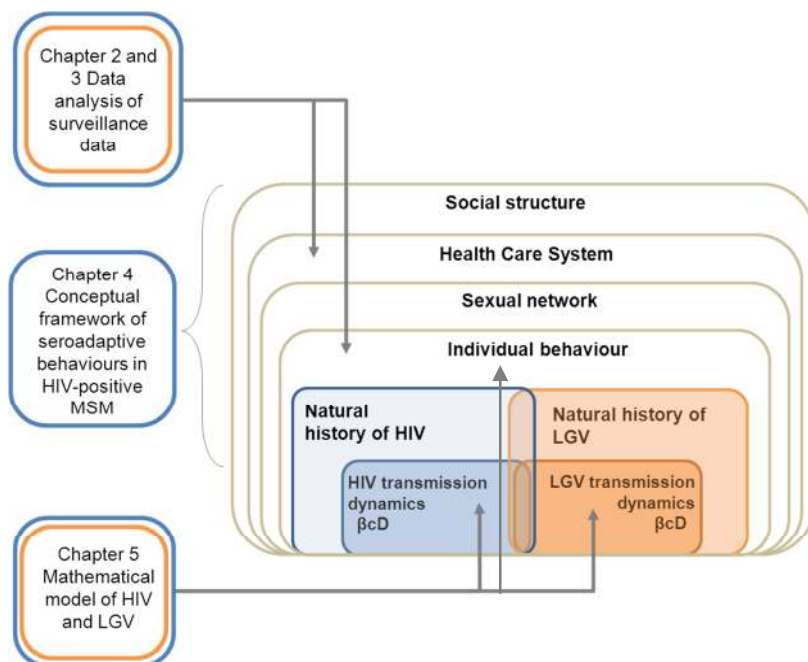 Chapter 2 and
3 Data
analysis of
surveillance
data
Social structure
Health Care System
Chapter 4
Conceptual
framework of
seroadaptive
behaviours in
HIV-positive
MSM
Sexual network
Individual behaviour
Natural
history of HIV
Natural history of
LGV
HIV transmission
dynamics
βcD
LGV transmission
dynamics
βcD
Chapter 5
Mathematical
model of HIV
and LGV